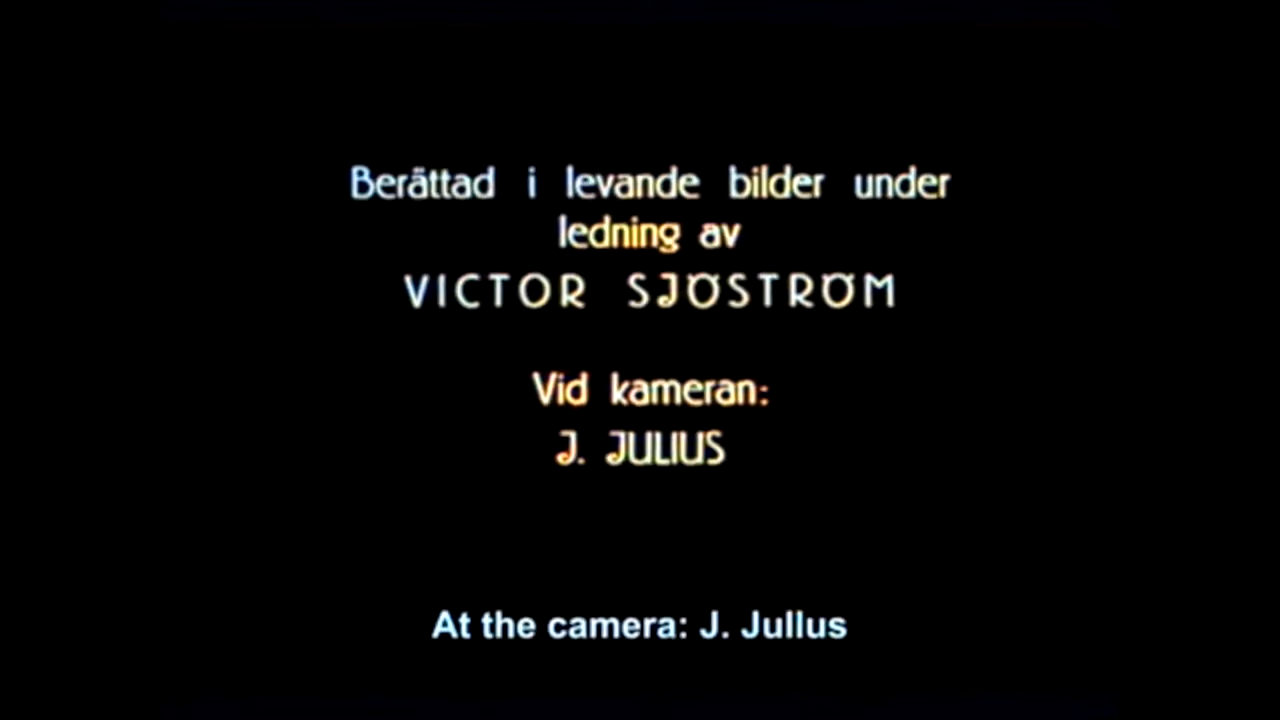 Berättad i levande bilder under
ledning av
VICTOR SJÖSTRÖM
Vid kameran:
J. JULIUS
At the camera: J. Jullus